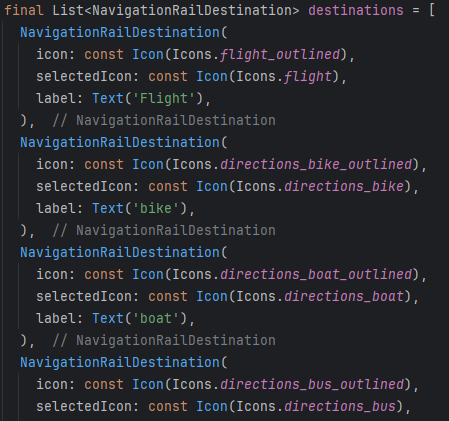 final List<NavigationRailDestination> destinations = [
  NavigationRailDestination(
    icon: const Icon(Icons.flight_outlined),
    selectedIcon: const Icon(Icons.flight),
    label: Text('Flight'),
  ),  // NavigationRailDestination
  NavigationRailDestination(
    icon: const Icon(Icons.directions_bike_outlined),
    selectedIcon: const Icon(Icons.directions_bike),
    label: Text('bike'),
  ),  // NavigationRailDestination
  NavigationRailDestination(
    icon: const Icon(Icons.directions_boat_outlined),
    selectedIcon: const Icon(Icons.directions_boat),
    label: Text('boat'),
  ),  // NavigationRailDestination
  NavigationRailDestination(
    icon: const Icon(Icons.directions_bus_outlined),
    selectedIcon: const Icon(Icons.directions_bus),